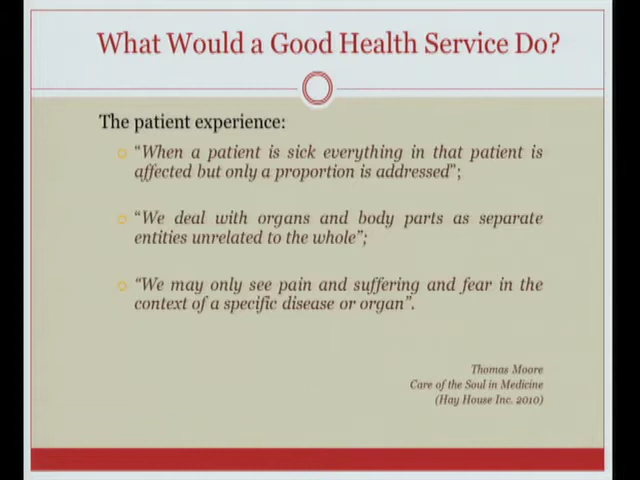 What Would a Good Health Service Do?
The patient experience:
“When a patient is sick everything in that patient is
affected but only a proportion is addressed”;
“We deal with organs and body parts as separate
entities unrelated to the whole”;
“We may only see pain and suffering and fear in the
context of a specific disease or organ”.
Thomas Moore
Care of the Soul in Medicine
(Hay House Inc. 2010)